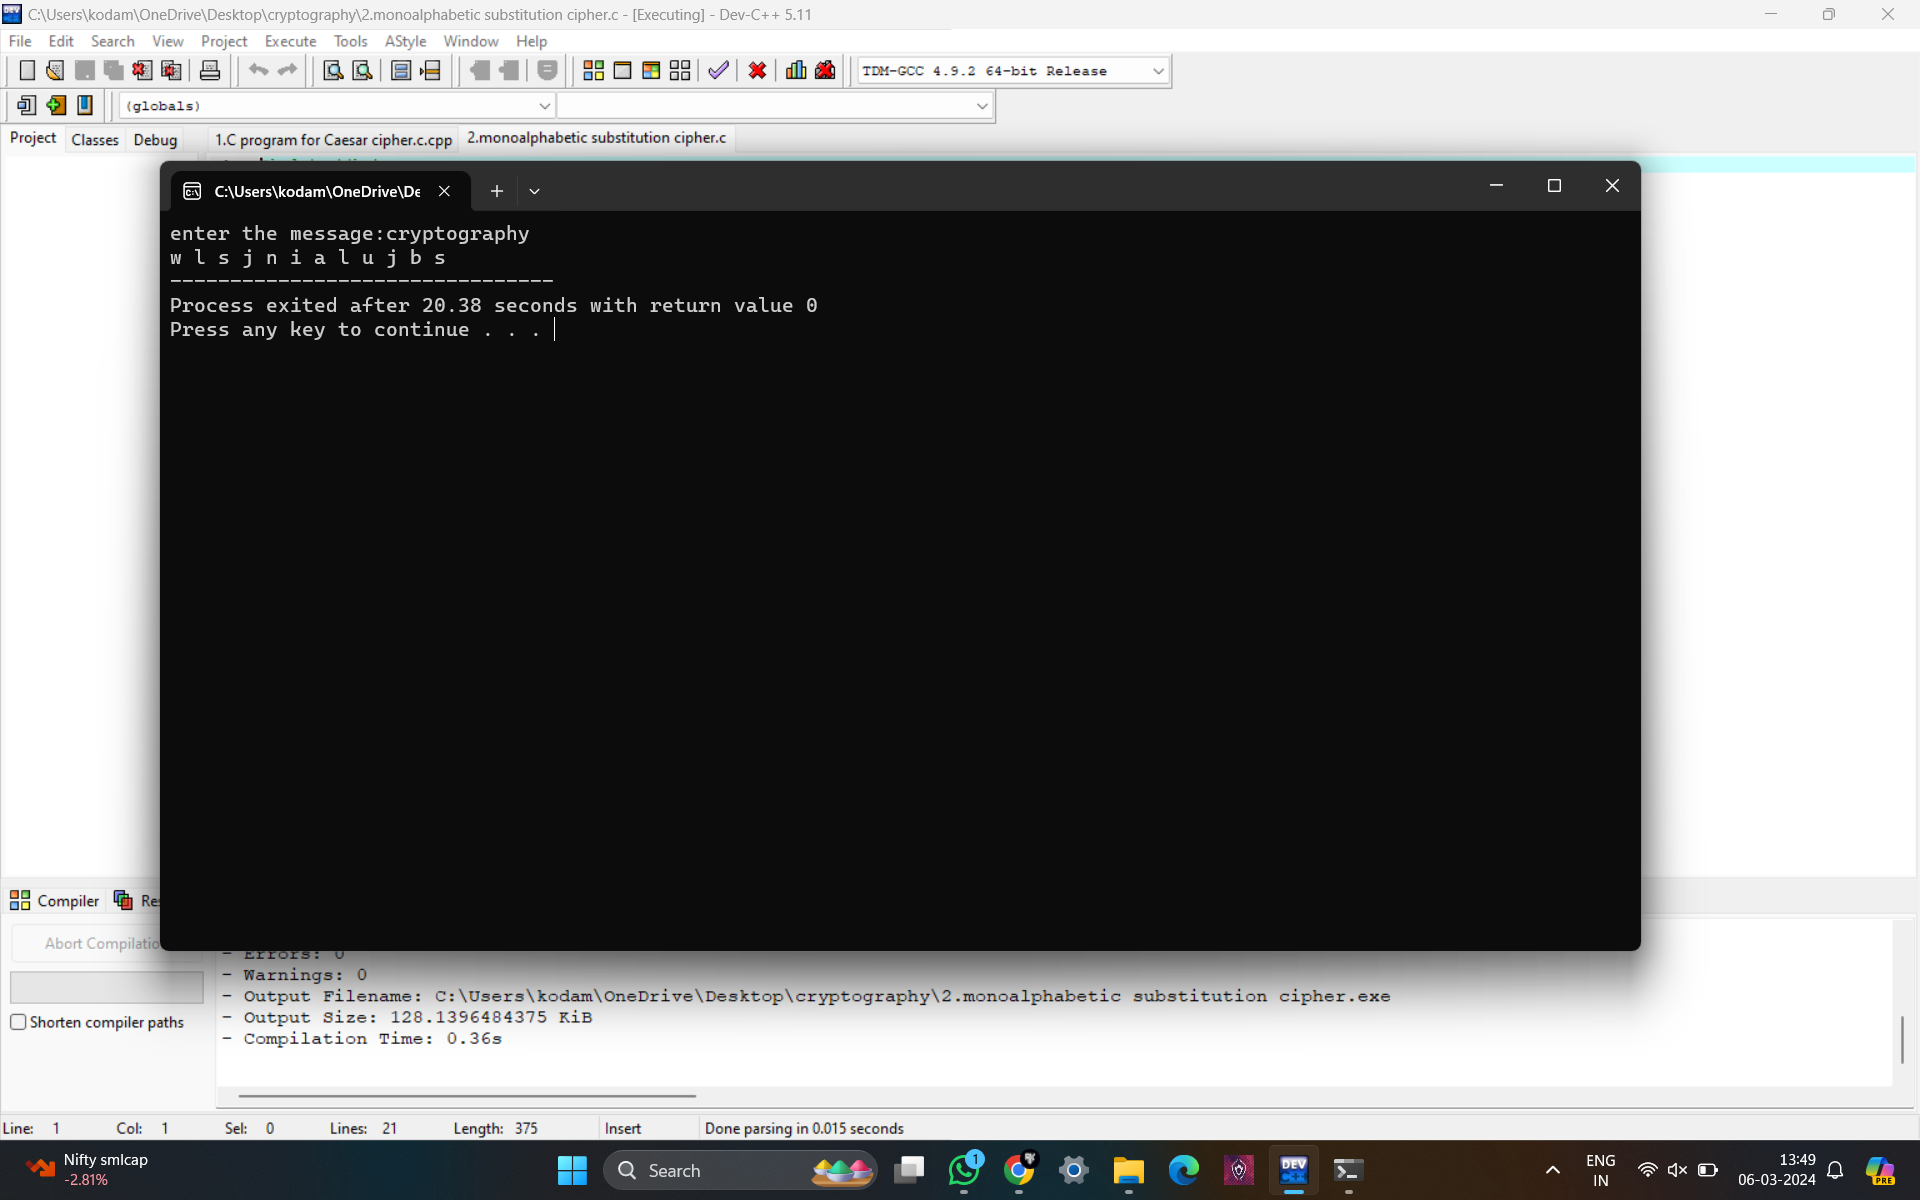 C:\Users\kodam\OneDrive\Desktop\cryptography\2.monoalphabetic substitution cipher.c - [Executing] - Dev-C++ 5.11
File Edit Search View Project Execute Tools AStyle Window Help
TDM-GCC 4.9.2 64-bit Release
(globals)
Project Classes Debug 1.C program for Caesar cipher.c.cpp 2.monoalphabetic substitution cipher.c
C:\Users\kodam\OneDrive\De
enter the message:cryptography
w l s j n i a l u j b s
--------------------------------
Process exited after 20.38 seconds with return value 0
Press any key to continue . . .
Compiler Res
Abort Compilatio
- Errors: 0
- Warnings: 0
- Output Filename: C:\Users\kodam\OneDrive\Desktop\cryptography\2.monoalphabetic substitution cipher.exe
- Output Size: 128.1396484375 KiB
- Compilation Time: 0.36s
Shorten compiler paths
Line: 1 Col: 1 Sel: 0 Lines: 21 Length: 375 Insert Done parsing in 0.015 seconds
Nifty smlcap
-2.81%
Search
1
DEV
C++
ENG
IN
13:49
06-03-2024
PRE